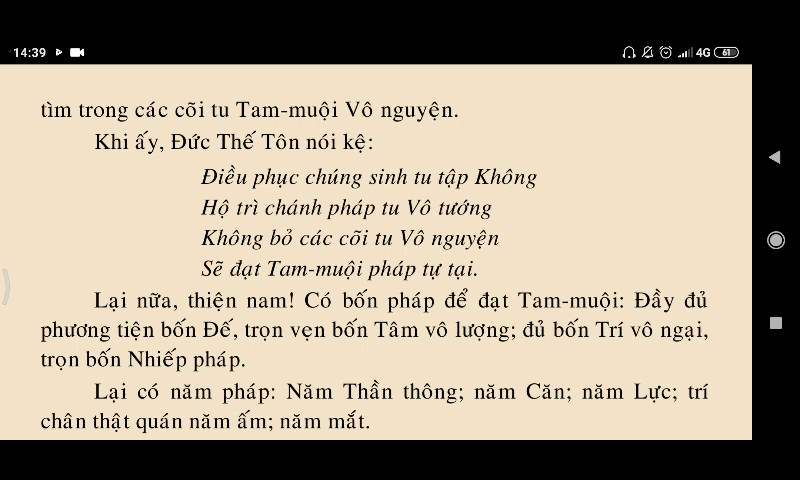 14:39
4G 61
tìm trong các cõi tu Tam-muội Vô nguyện.
Khi ấy, Đức Thế Tôn nói kệ:
Điều phục chúng sinh tu tập Không
Hộ trì chánh pháp tu Vô tướng
Không bỏ các cõi tu Vô nguyện
Sẽ đạt Tam-muội pháp tự tại.
Lại nữa, thiện nam! Có bốn pháp để đạt Tam-muội: Đầy đủ
phương tiện bốn Đế, trọn vẹn bốn Tâm vô lượng; đủ bốn Trí vô ngại,
trọn bốn Nhiếp pháp.
Lại có năm pháp: Năm Thần thông; năm Căn; năm Lực; trí
chân thật quán năm ấm; năm mắt.